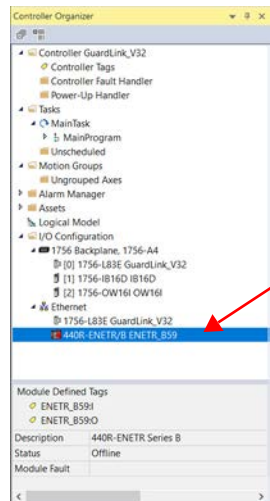 Controller Organizer
Controller GuardLink_V32
Controller Tags
Controller Fault Handler
Power-Up Handler
Tasks
MainTask
MainProgram
Unscheduled
Motion Groups
Ungrouped Axes
Alarm Manager
Assets
Logical Model
I/O Configuration
1756 Backplane, 1756-A4
[0] 1756-L83E GuardLink_V32
[1] 1756-IB16D IB16D
[2] 1756-OW16I OW16I
Ethernet
1756-L83E GuardLink_V32
440R-ENETR/B ENETR_B59
Module Defined Tags
ENETR_B59:I
ENETR_B59:O
Description 440R-ENETR Series B
Status Offline
Module Fault